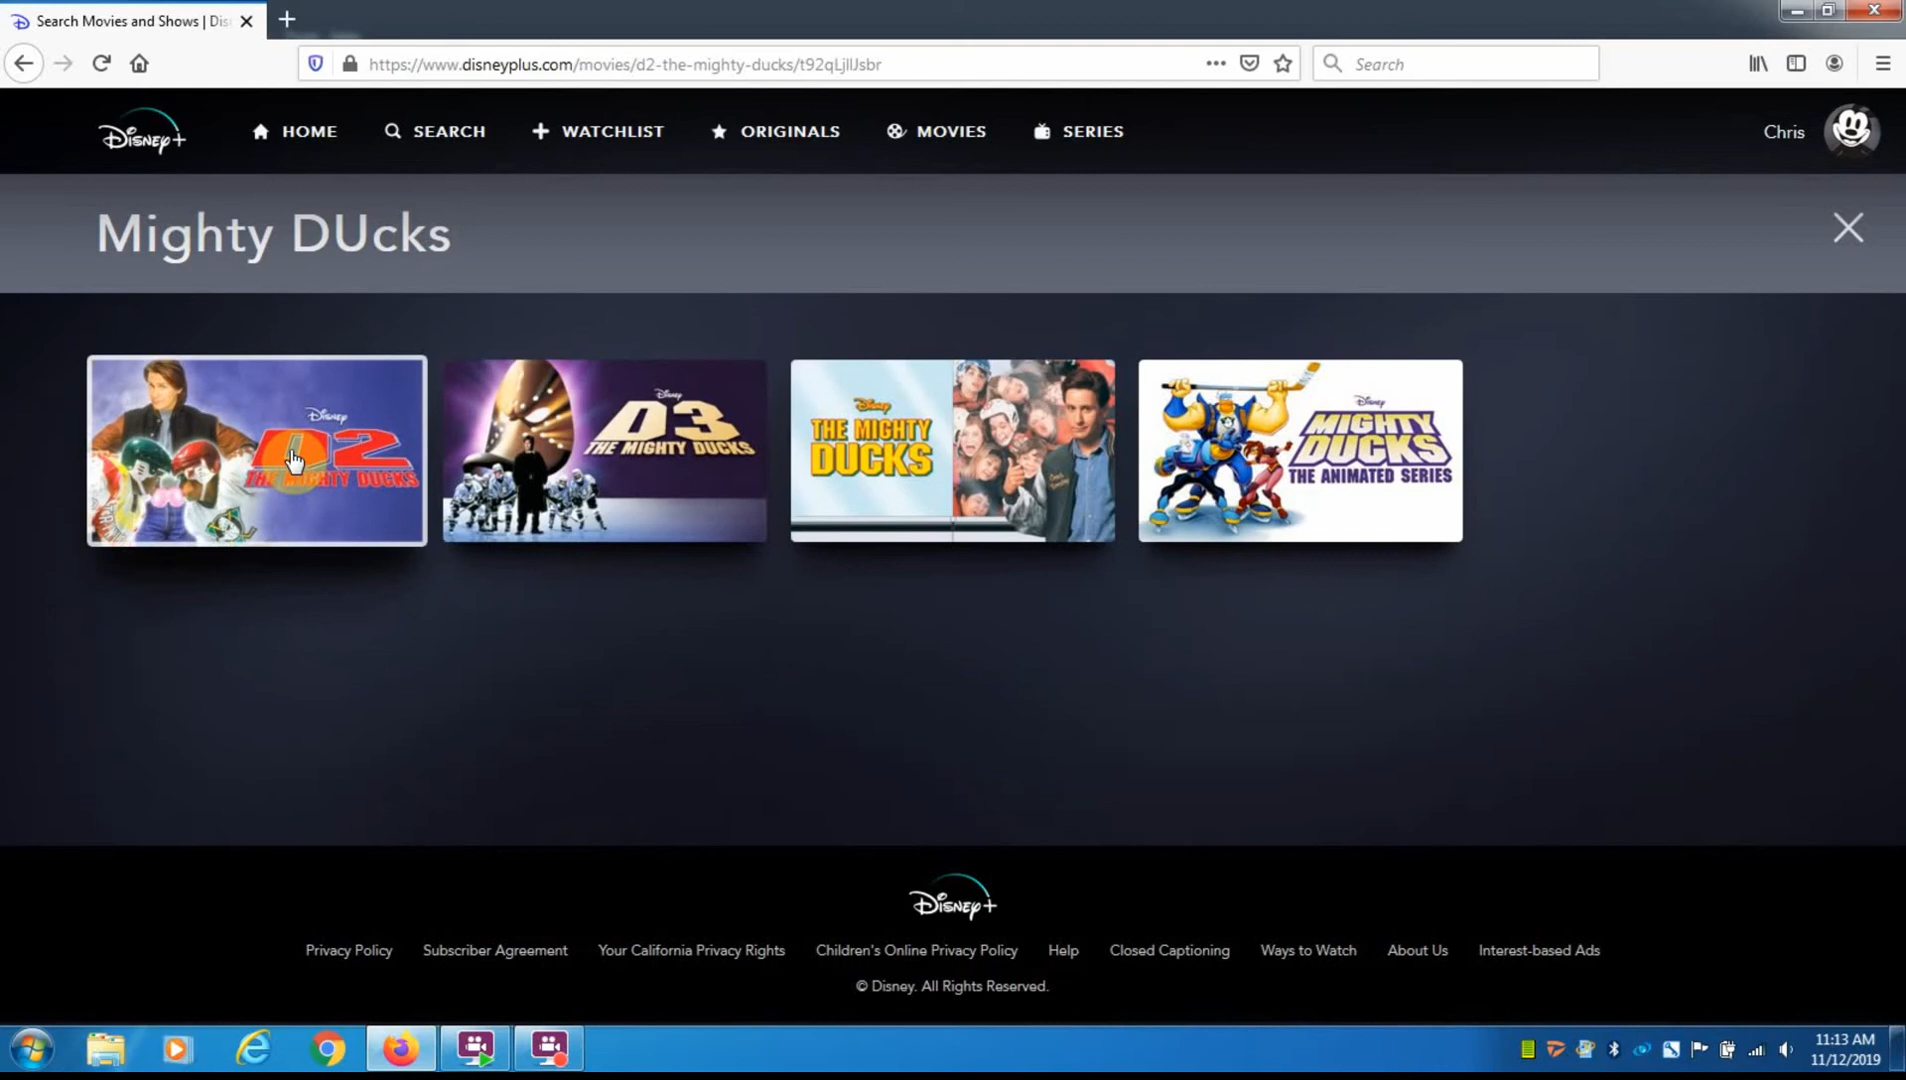 Search Movies and Shows | Dis
https://www.disneyplus.com/movies/d2-the-mighty-ducks/t92qLjllJsbr
Search
Disney+
HOME
SEARCH
WATCHLIST
ORIGINALS
MOVIES
SERIES
Chris
Mighty DUcks
Disney
D2
THE MIGHTY DUCKS
Disney
D3
THE MIGHTY DUCKS
Disney
THE MIGHTY
DUCKS
Disney
MIGHTY
DUCKS
THE ANIMATED SERIES
Disney+
Privacy Policy
Subscriber Agreement
Your California Privacy Rights
Children's Online Privacy Policy
Help
Closed Captioning
Ways to Watch
About Us
Interest-based Ads
© Disney. All Rights Reserved.
11:13 AM
11/12/2019